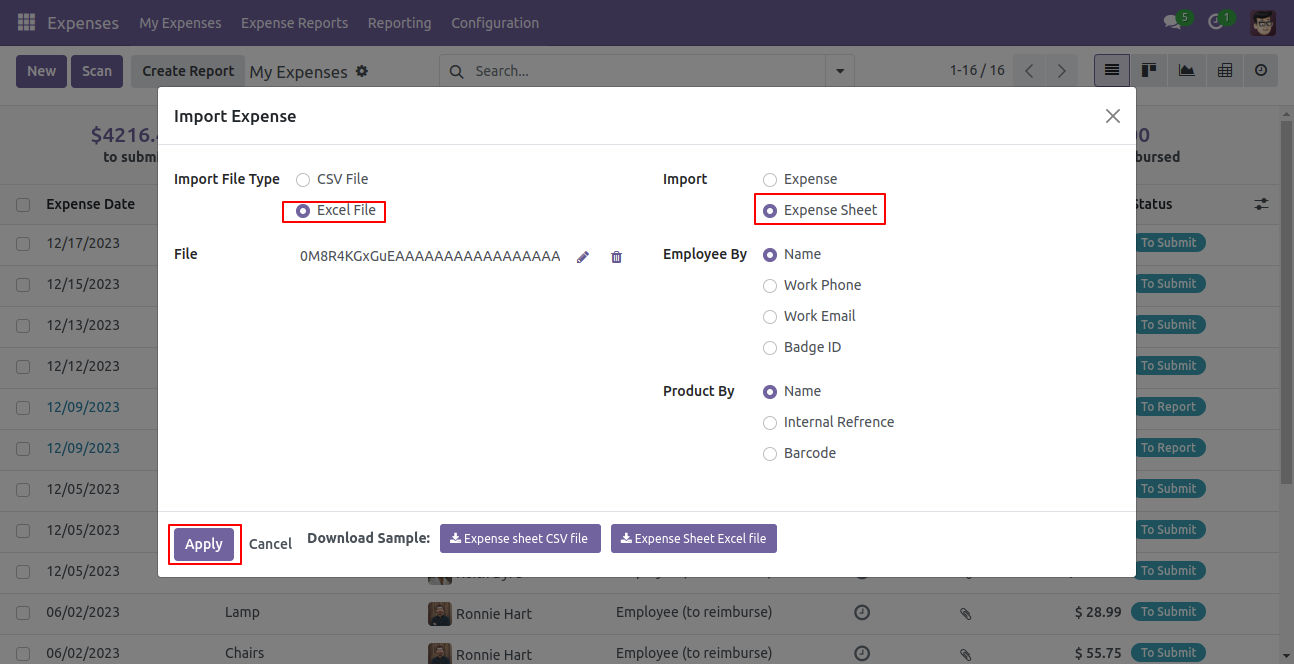 Expenses My Expenses Expense Reports Reporting Configuration 5 1
New Scan Create Report My Expenses Search... 1-16 / 16
Import Expense
$4216.
to submi
Import File Type CSV File Import Expense
Excel File Expense Sheet
Expense Date Status
12/17/2023 To Submit
File 0M8R4KGxGuEAAAAAAAAAAAAAAAAA Employee By Name
12/15/2023 Work Phone To Submit
12/13/2023 Work Email To Submit
Badge ID
12/12/2023 To Submit
Product By Name
12/09/2023 To Report
Internal Refrence
12/09/2023 Barcode To Report
12/05/2023 To Submit
12/05/2023 To Submit
Apply Cancel Download Sample: Expense sheet CSV file Expense Sheet Excel file
12/05/2023 To Submit
06/02/2023 Lamp Ronnie Hart Employee (to reimburse) $ 28.99 To Submit
06/02/2023 Chairs Ronnie Hart Employee (to reimburse) $ 55.75 To Submit